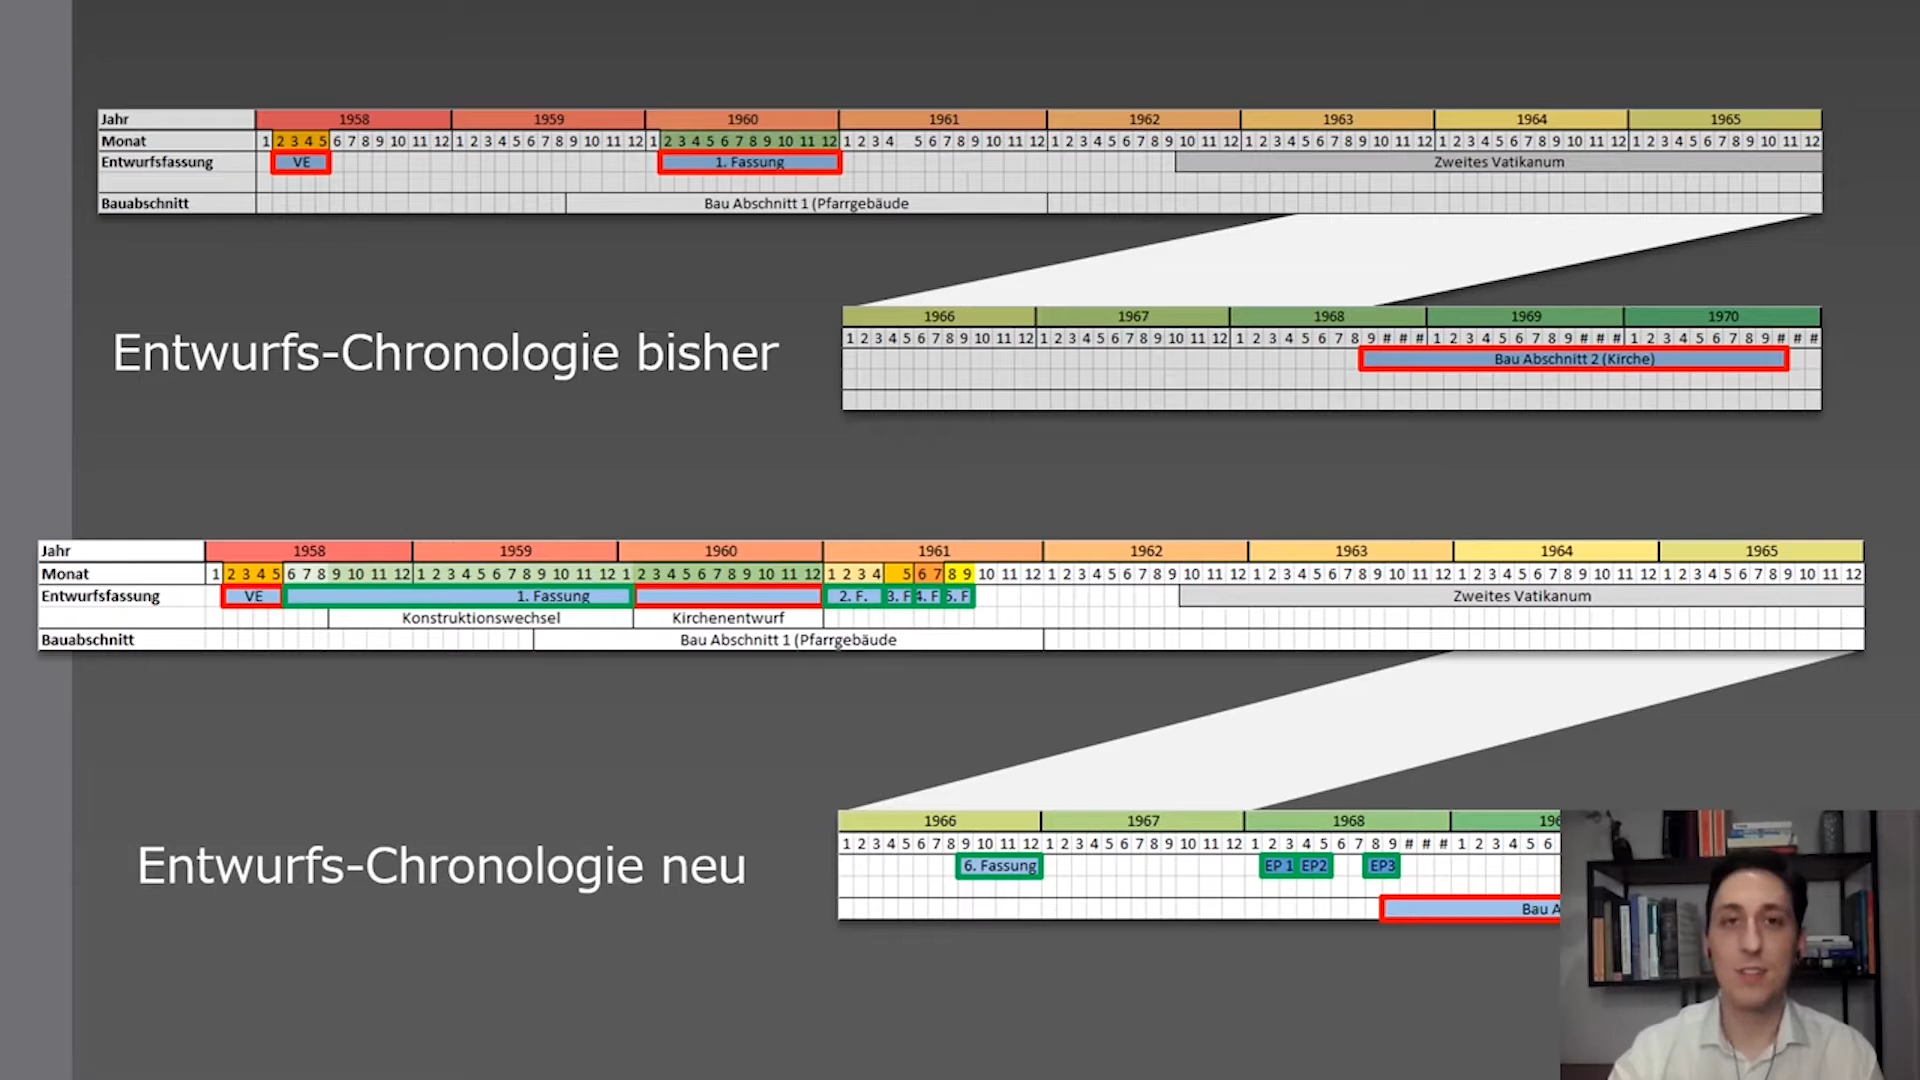 Jahr 1958 1959 1960 1961 1962 1963 1964 1965
Monat 1 2 3 4 5 6 7 8 9 10 11 12 1 2 3 4 5 6 7 8 9 10 11 12 1 2 3 4 5 6 7 8 9 10 11 12 1 2 3 4 5 6 7 8 9 10 11 12 1 2 3 4 5 6 7 8 9 10 11 12 1 2 3 4 5 6 7 8 9 10 11 12 1 2 3 4 5 6 7 8 9 10 11 12 1 2 3 4 5 6 7 8 9 10 11 12
Entwurfsfassung VE 1. Fassung Zweites Vatikanum
Bauabschnitt Bau Abschnitt 1 (Pfarrgebäude
1966 1967 1968 1969 1970
1 2 3 4 5 6 7 8 9 10 11 12 1 2 3 4 5 6 7 8 9 10 11 12 1 2 3 4 5 6 7 8 9 # # # 1 2 3 4 5 6 7 8 9 # # # 1 2 3 4 5 6 7 8 9 # # #
Bau Abschnitt 2 (Kirche)
Entwurfs-Chronologie bisher
Jahr 1958 1959 1960 1961 1962 1963 1964 1965
Monat 1 2 3 4 5 6 7 8 9 10 11 12 1 2 3 4 5 6 7 8 9 10 11 12 1 2 3 4 5 6 7 8 9 10 11 12 1 2 3 4 5 6 7 8 9 10 11 12 1 2 3 4 5 6 7 8 9 10 11 12 1 2 3 4 5 6 7 8 9 10 11 12 1 2 3 4 5 6 7 8 9 10 11 12 1 2 3 4 5 6 7 8 9 10 11 12
Entwurfsfassung VE 1. Fassung 2. F. 3. F 4. F 5. F Zweites Vatikanum
Konstruktionswechsel Kirchenentwurf
Bauabschnitt Bau Abschnitt 1 (Pfarrgebäude
1966 1967 1968 196
1 2 3 4 5 6 7 8 9 10 11 12 1 2 3 4 5 6 7 8 9 10 11 12 1 2 3 4 5 6 7 8 9 # # # 1 2 3 4 5 6
6. Fassung EP 1 EP2 EP3
Bau A
Entwurfs-Chronologie neu